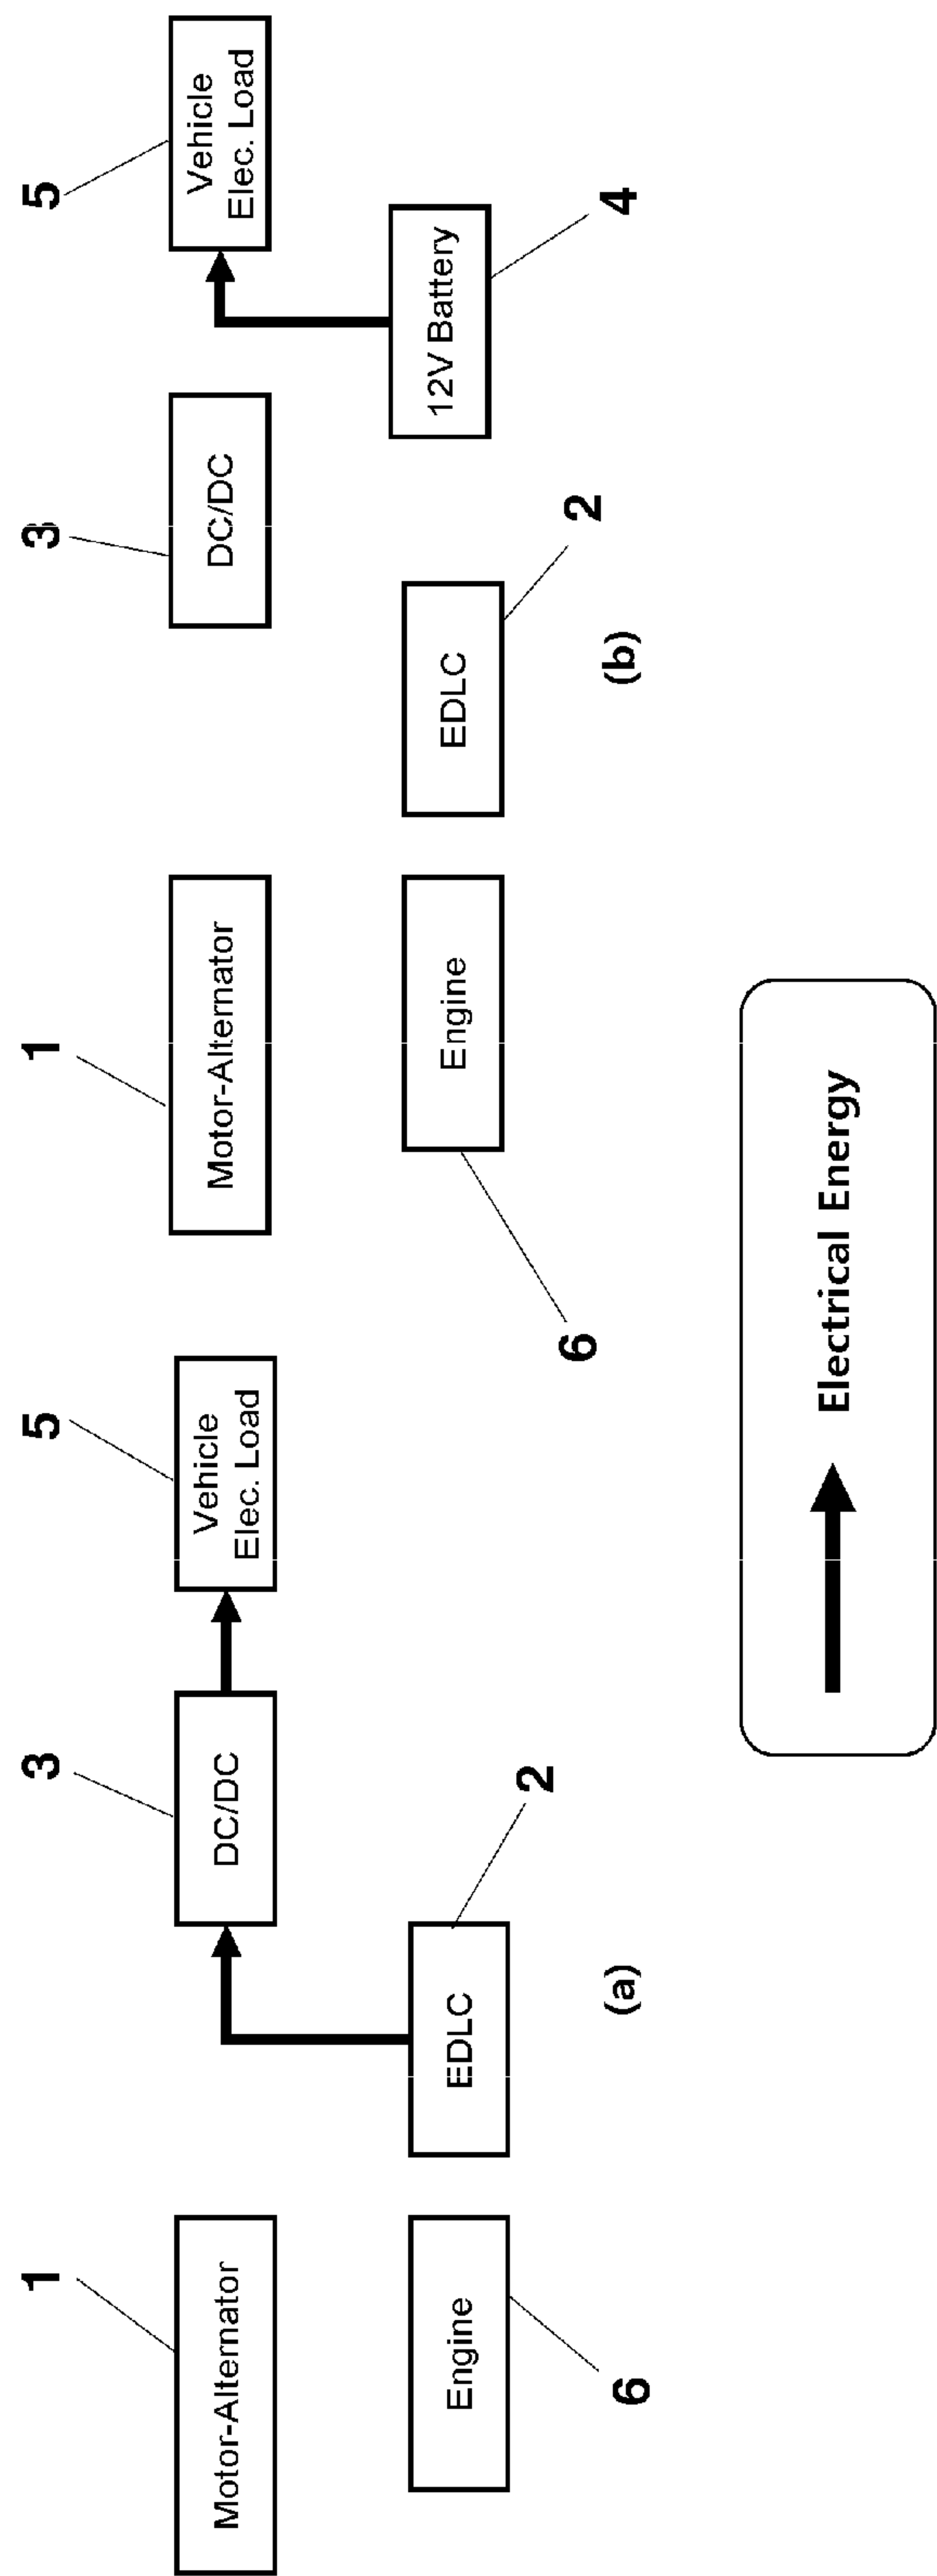 1
3
5
Motor-Alternator
DC/DC
Vehicle
Elec. Load
Engine
EDLC
6
2
(a)
1
3
5
Motor-Alternator
DC/DC
Vehicle
Elec. Load
Engine
EDLC
12V Battery
6
2
4
(b)
Electrical Energy